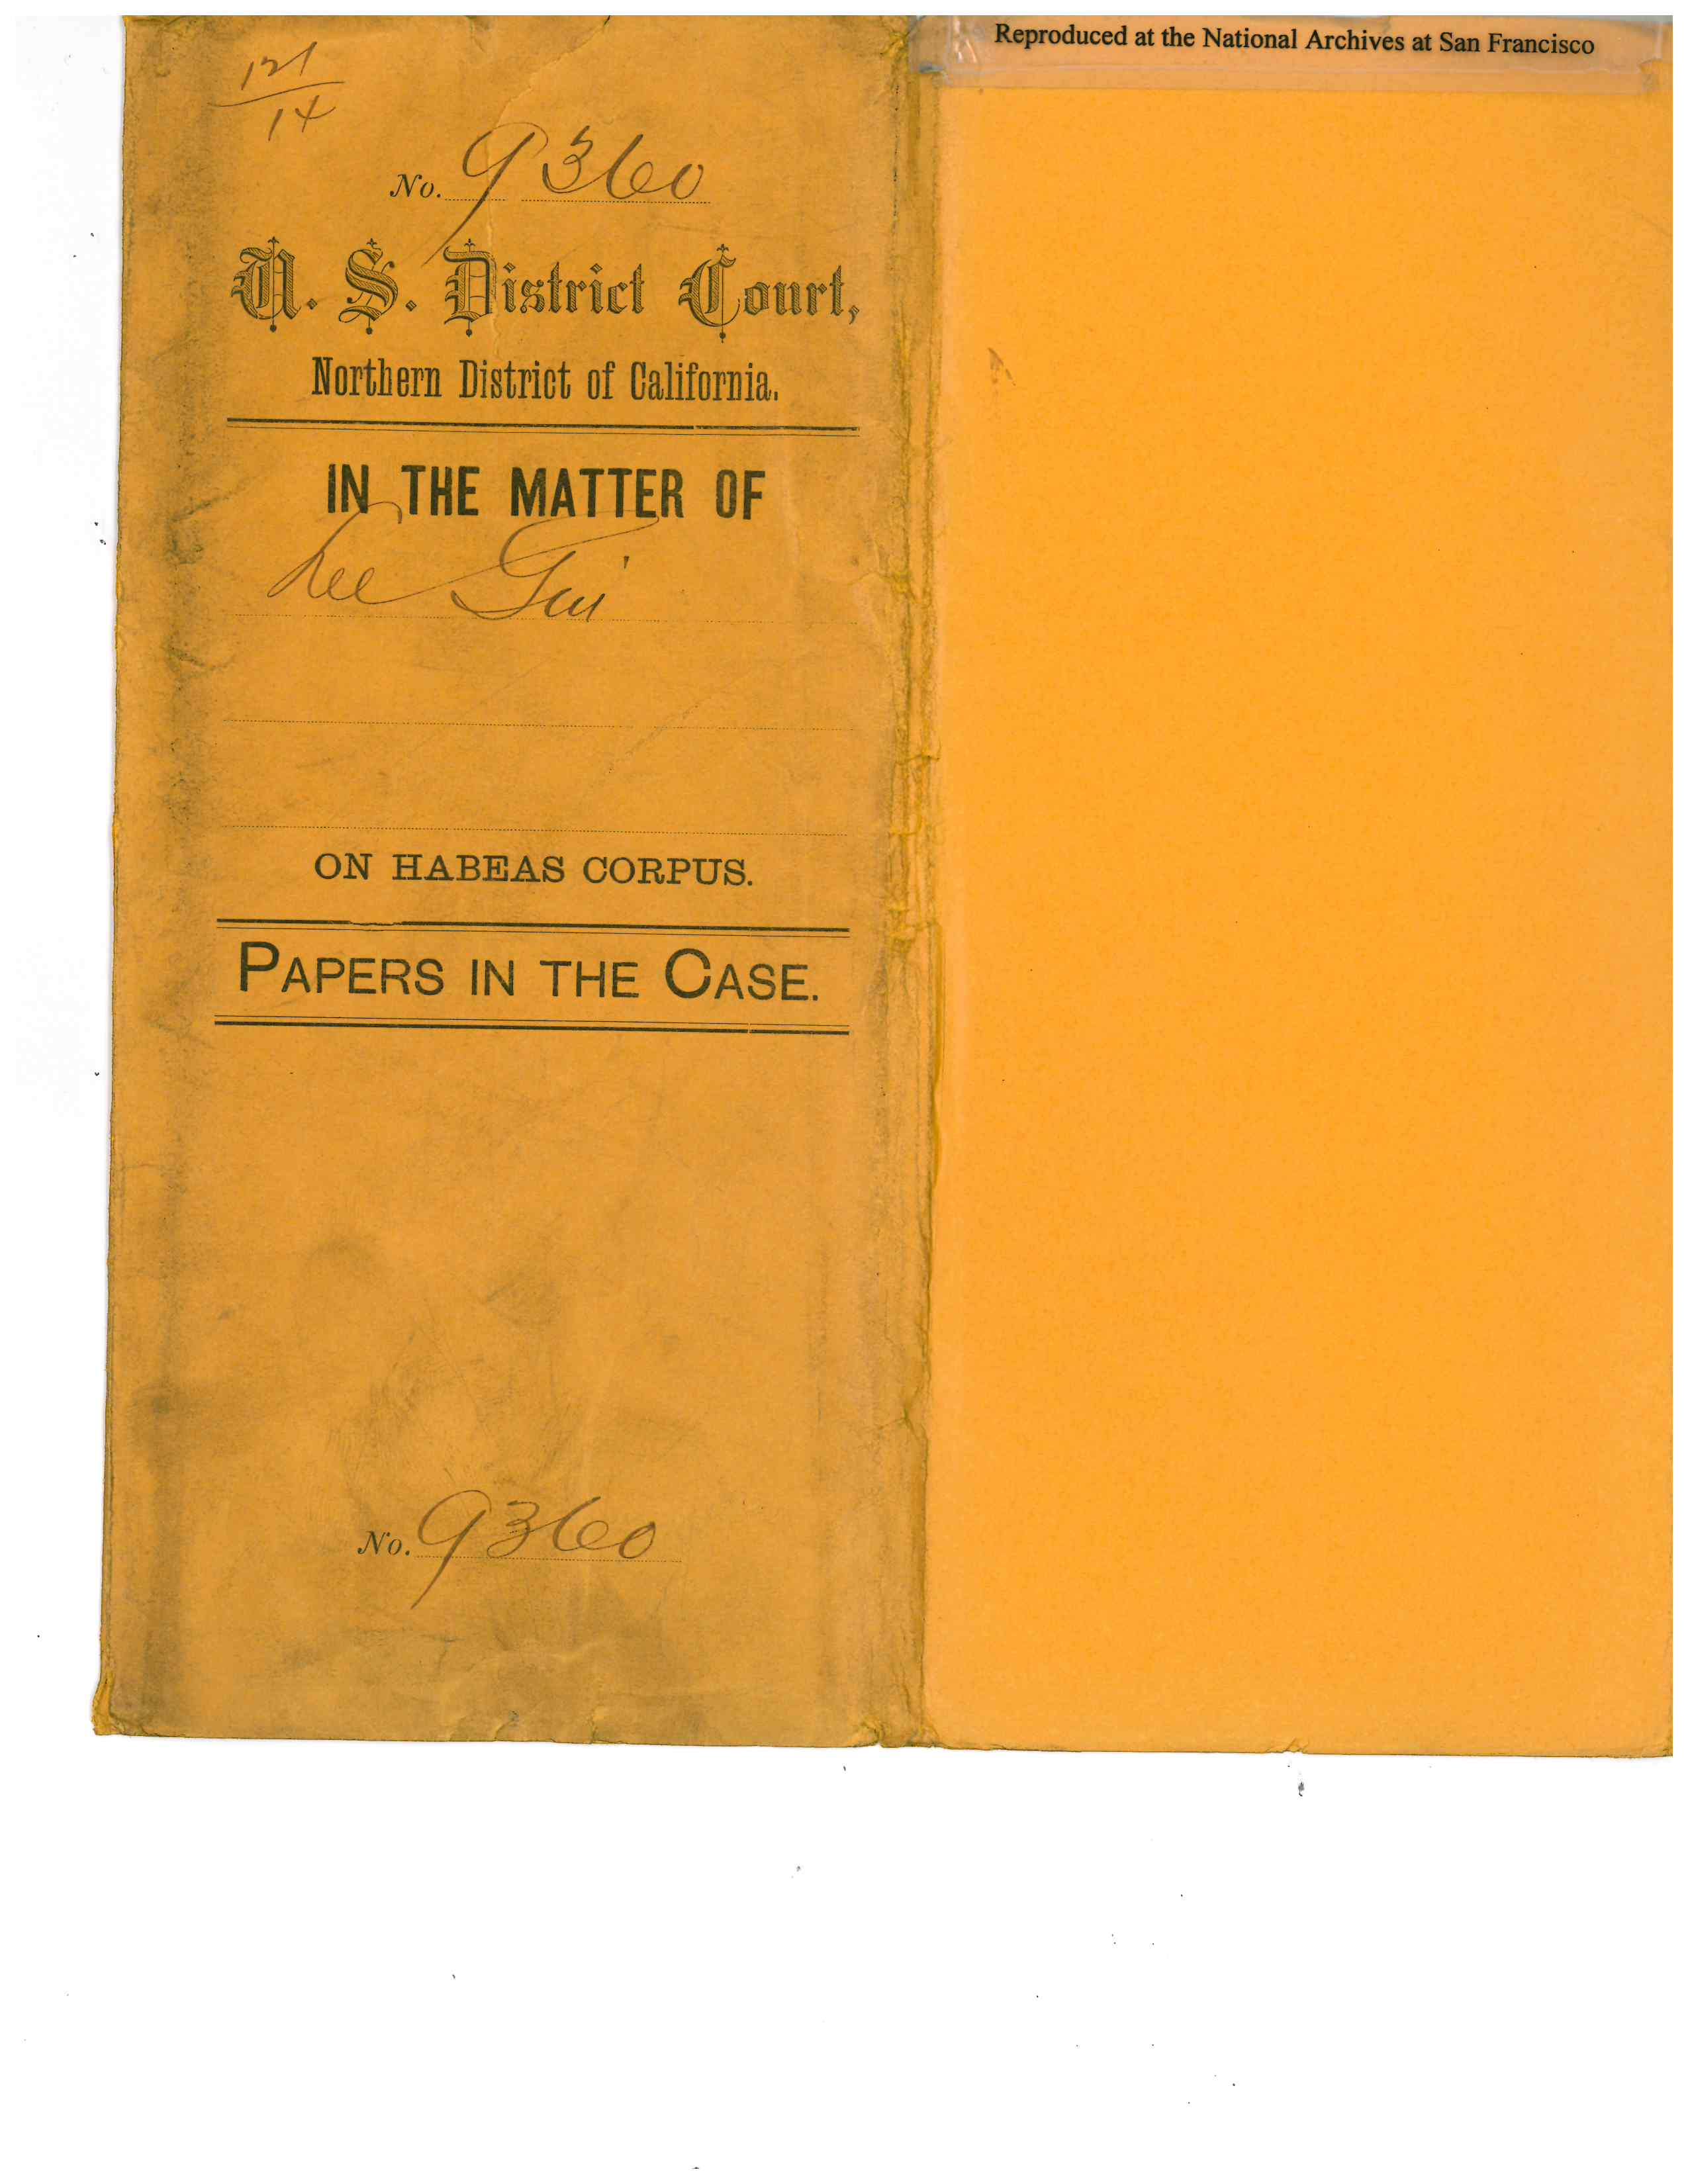 Reproduced at the National Archives at San Francisco
121
14
No. 9360
U. S. District Court,
Northern District of California.
IN THE MATTER OF
Lee Gin
ON HABEAS CORPUS.
PAPERS IN THE CASE.
No. 9360